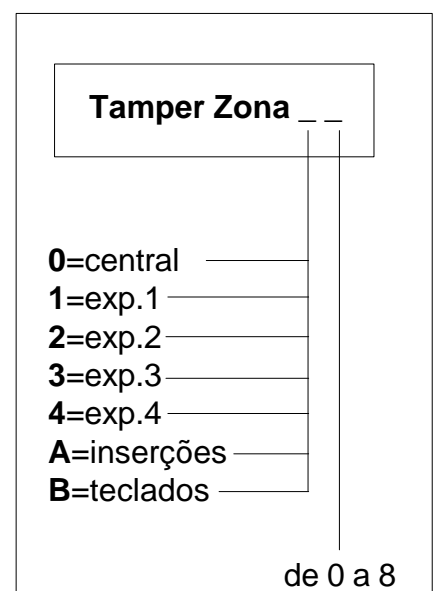 Tamper Zona _ _
0=central
1=exp.1
2=exp.2
3=exp.3
4=exp.4
A=inserções
B=teclados
de 0 a 8